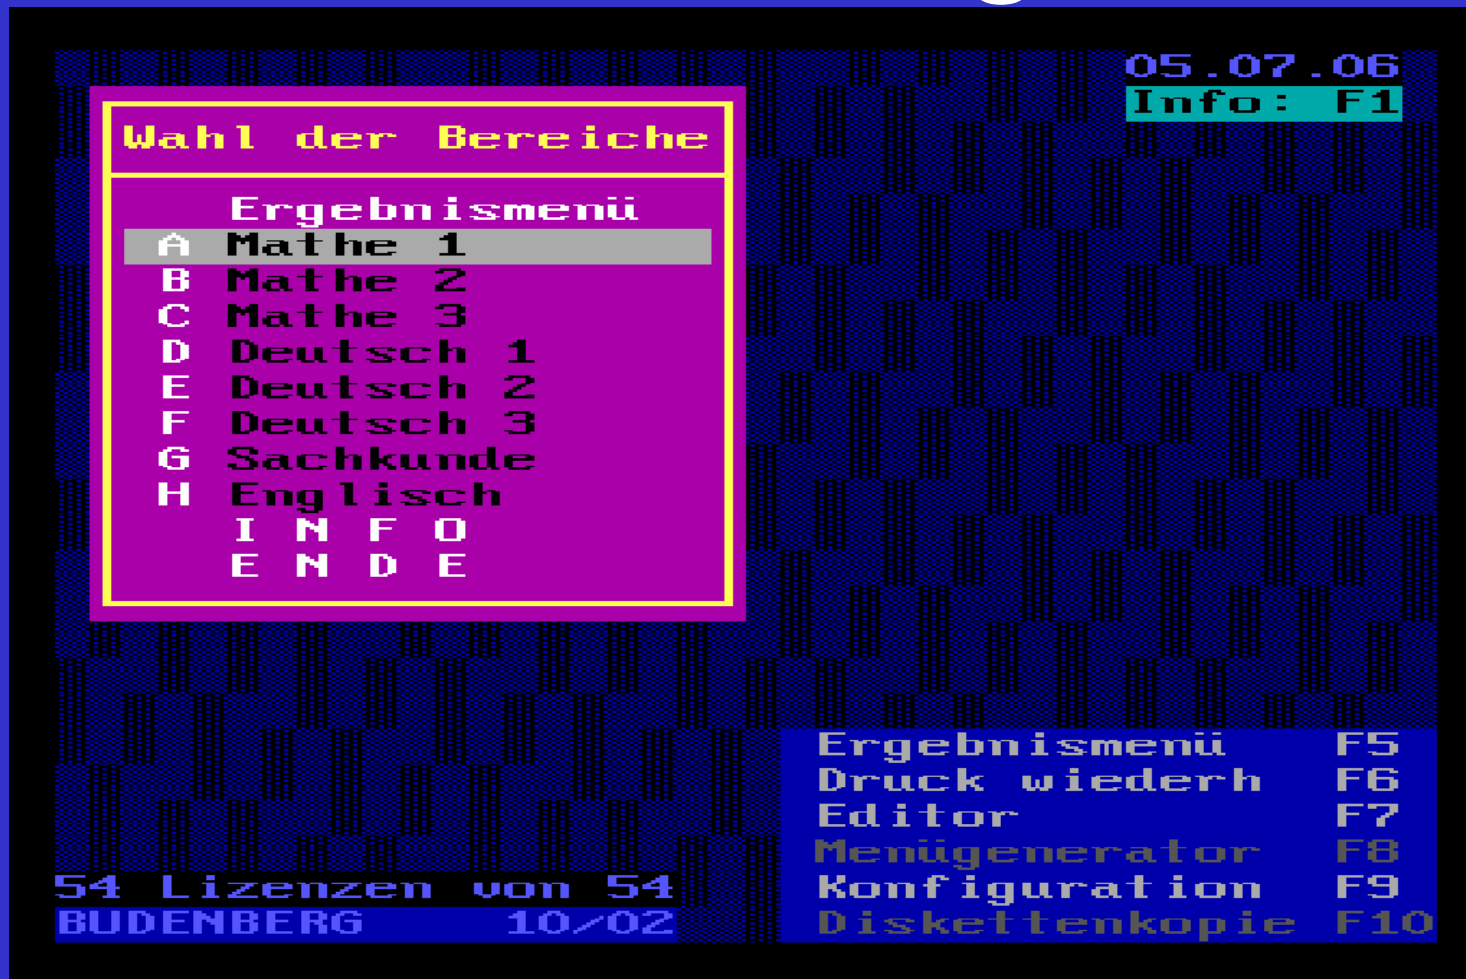 05.07.06
Info: F1
Wahl der Bereiche
Ergebnismenü
A Mathe 1
B Mathe 2
C Mathe 3
D Deutsch 1
E Deutsch 2
F Deutsch 3
G Sachkunde
H Englisch
I N F O
E N D E
Ergebnismenü F5
Druck wiederh F6
Editor F7
Menügenerator F8
Konfiguration F9
Diskettenkopie F10
54 Lizenzen von 54
BUDENBERG 10/02